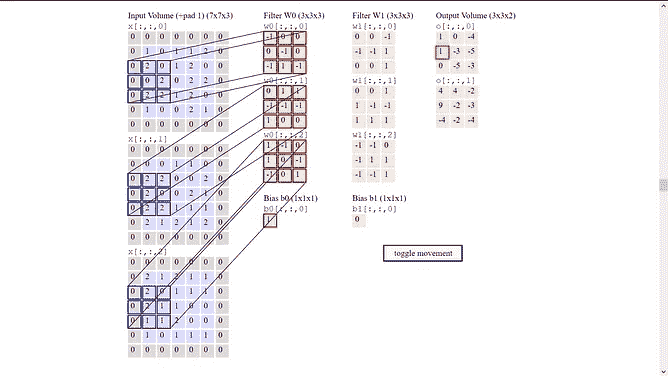 Input Volume (+pad 1) (7x7x3)
x[:,:,0]
0 0 0 0 0 0 0
0 1 0 1 1 2 0
0 2 0 1 2 0 0
0 0 2 0 2 2 0
0 2 2 1 2 1 0
0 1 0 0 2 1 0
0 0 0 0 0 0 0
x[:,:,1]
0 0 0 0 0 0 0
0 0 0 1 1 0 0
0 2 2 0 0 0 0
0 2 0 0 2 1 0
0 2 2 1 1 1 0
0 2 1 2 1 2 0
0 0 0 0 0 0 0
x[:,:,2]
0 0 0 0 0 0 0
0 2 1 2 1 1 0
0 2 0 1 1 1 0
0 2 1 1 0 0 0
0 1 1 2 0 0 0
0 1 0 1 1 1 0
0 0 0 0 0 0 0
Filter W0 (3x3x3)
w0[:,:,0]
-1 0 0
0 -1 0
-1 1 -1
w0[:,:,1]
0 1 1
-1 -1 -1
1 0 0
w0[:,:,2]
1 -1 0
1 0 -1
-1 0 1
Bias b0 (1x1x1)
b0[:,:,0]
1
Filter W1 (3x3x3)
w1[:,:,0]
0 0 -1
-1 -1 1
0 0 1
w1[:,:,1]
0 0 1
1 -1 -1
0 0 1
w1[:,:,2]
-1 -1 0
-1 1 1
-1 1 1
Bias b1 (1x1x1)
b1[:,:,0]
0
Output Volume (3x3x2)
o[:,:,0]
1 0 -4
1 -3 -5
0 -5 -3
o[:,:,1]
4 4 -2
9 -2 -3
-4 -2 -4
toggle movement